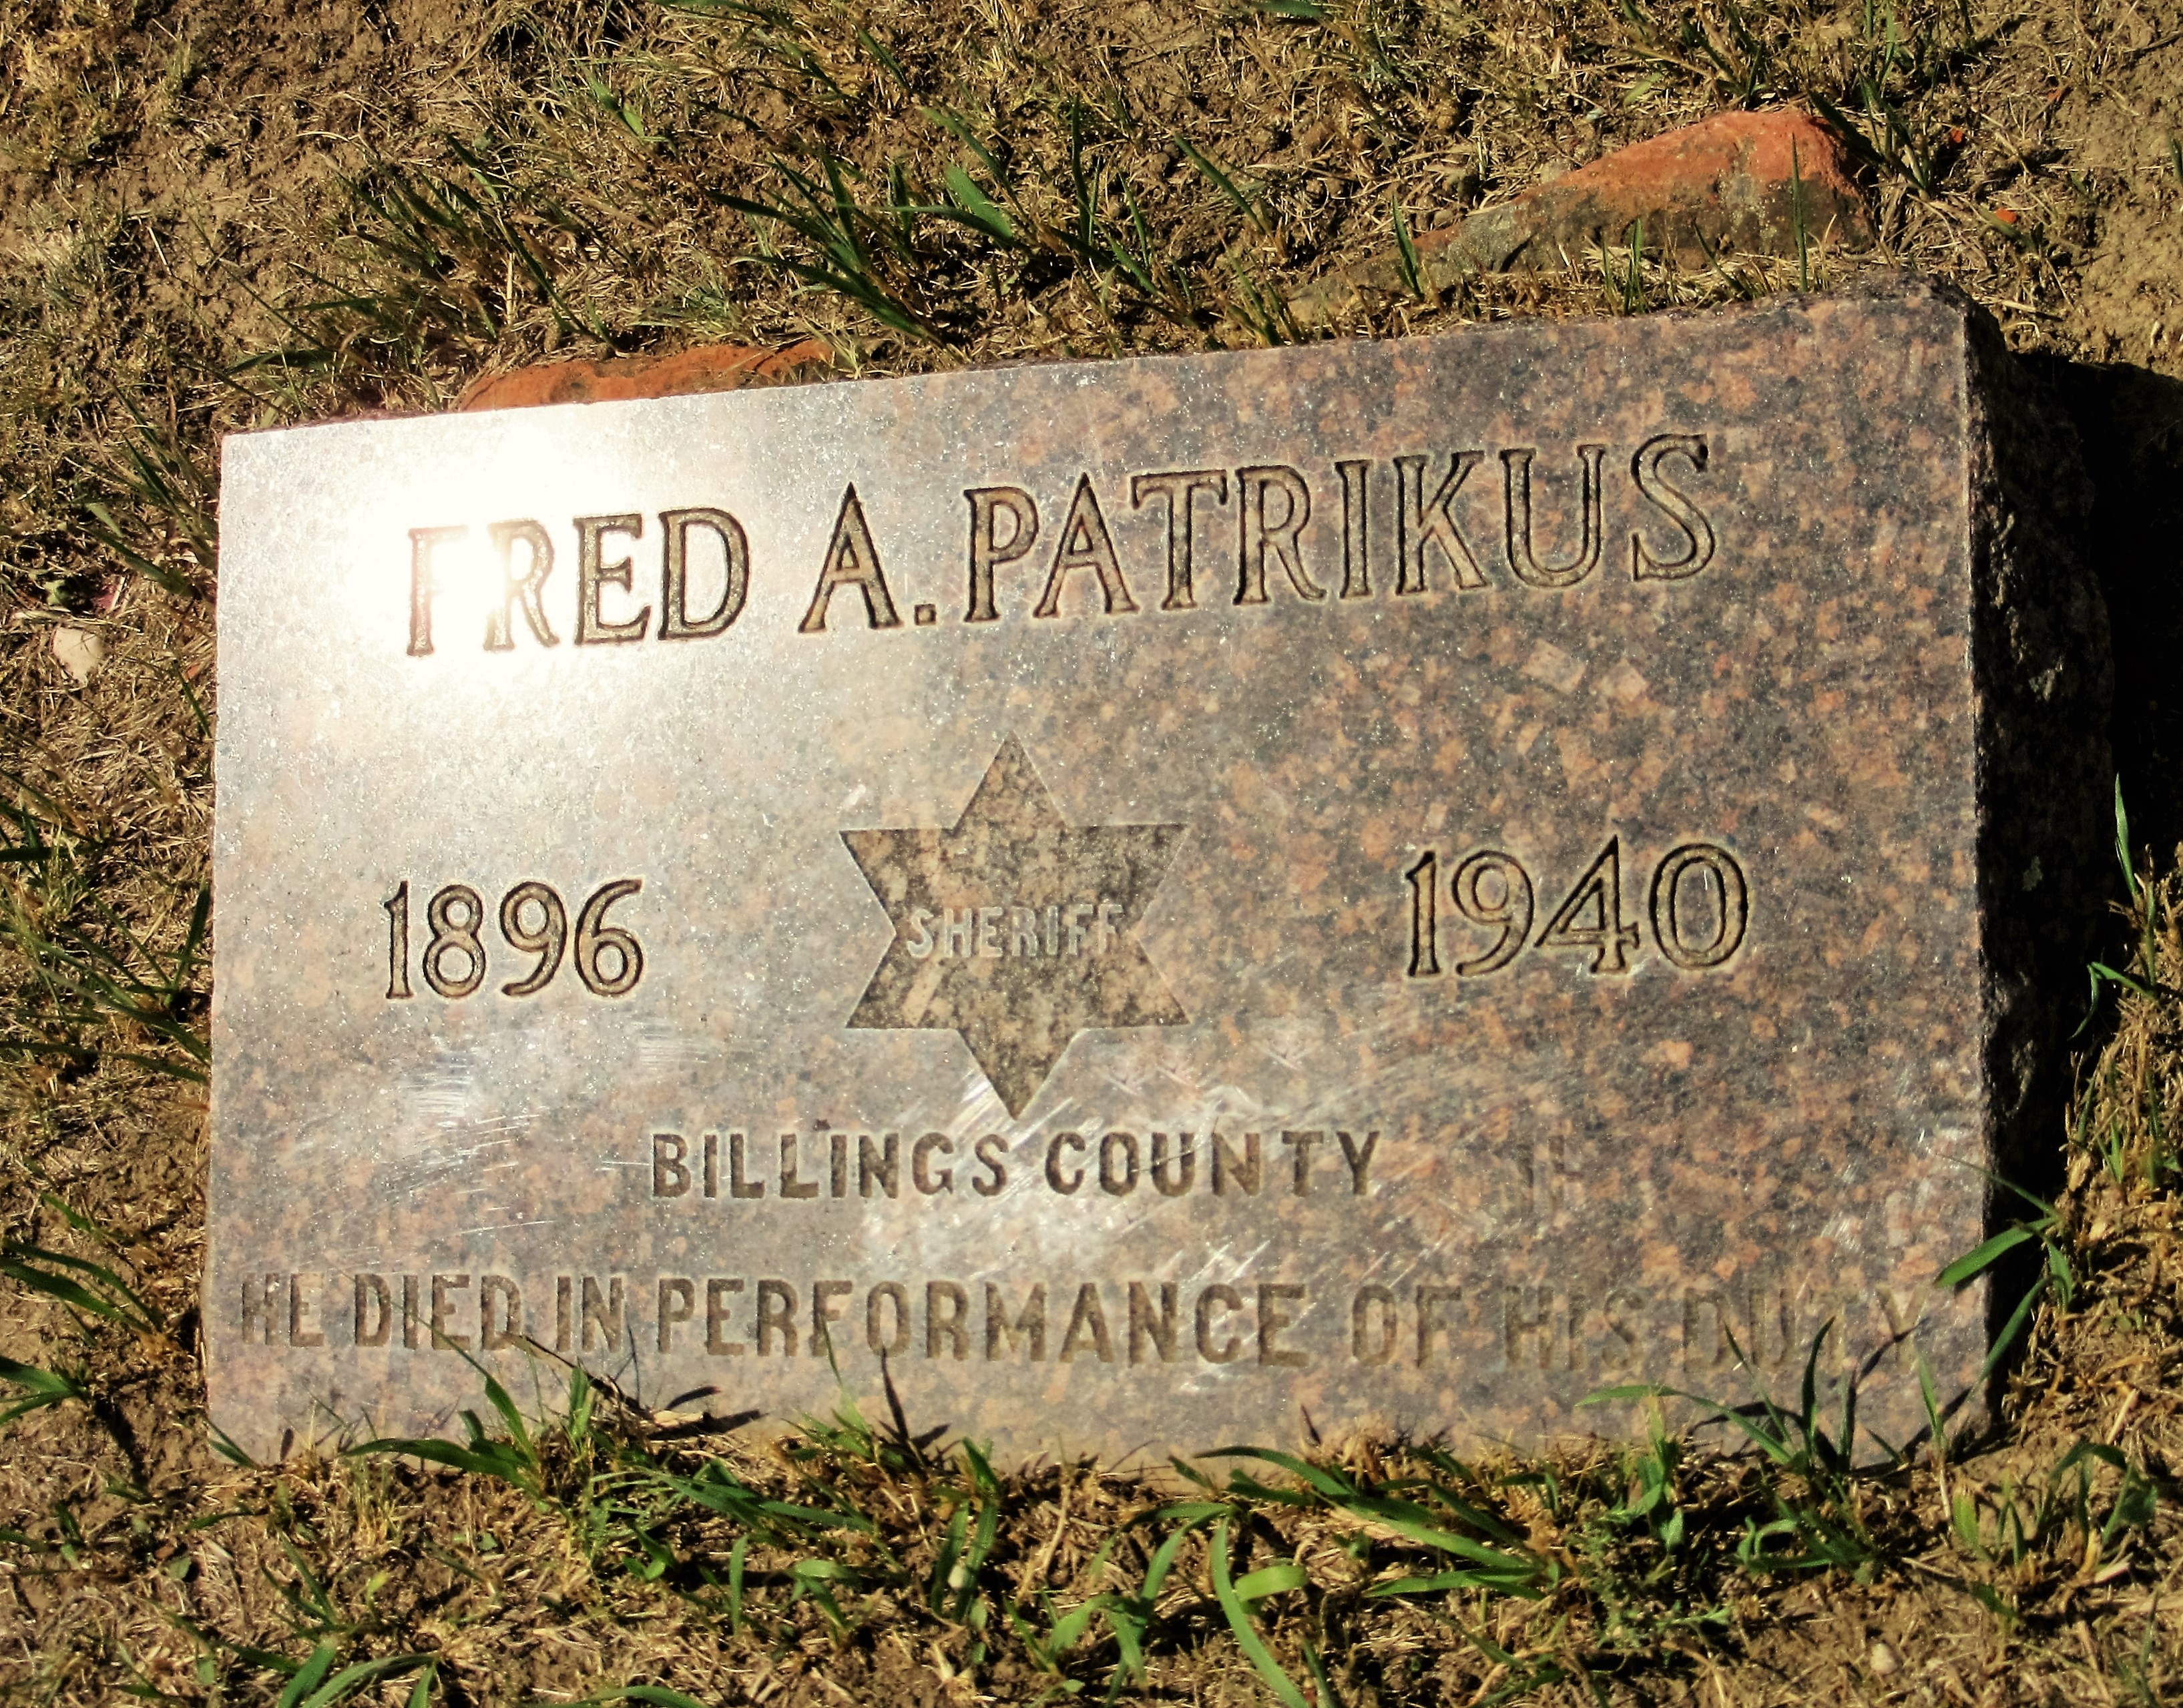 FRED A. PATRIKUS
1896 SHERIFF 1940
BILLINGS COUNTY
HE DIED IN PERFORMANCE OF HIS DUTY